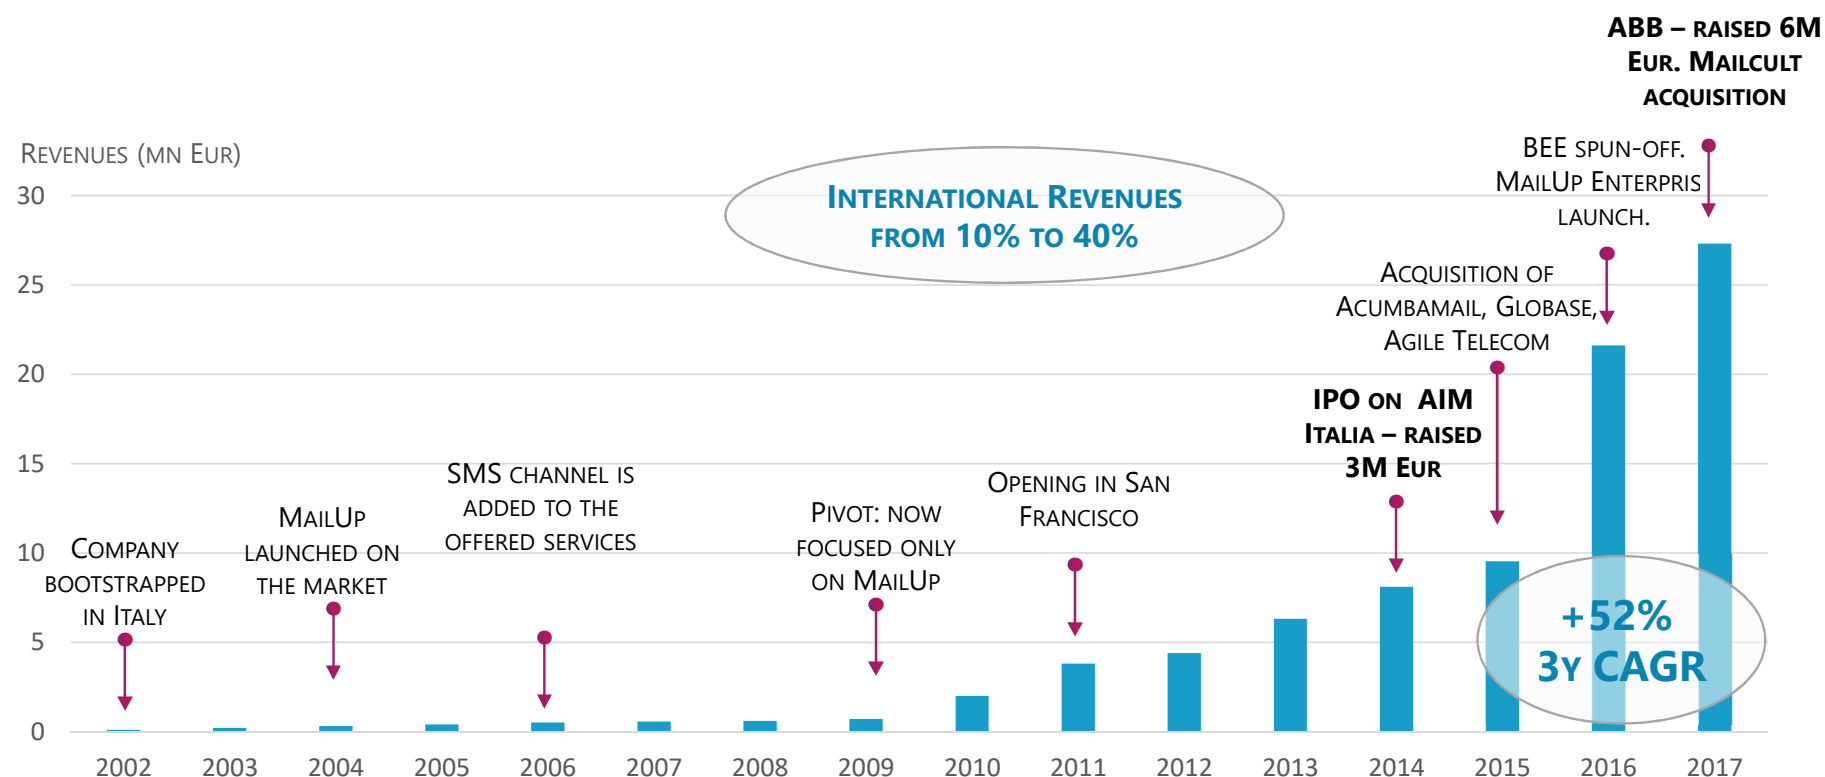 ABB – RAISED 6M
EUR. MAILCULT
ACQUISITION
REVENUES (MN EUR)
BEE SPUN-OFF.
MAILUP ENTERPRIS
LAUNCH.
INTERNATIONAL REVENUES
FROM 10% TO 40%
ACQUISITION OF
ACUMBAMAIL, GLOBASE,
AGILE TELECOM
IPO ON AIM
ITALIA – RAISED
3M EUR
OPENING IN SAN
FRANCISCO
PIVOT: NOW
FOCUSED ONLY
ON MAILUP
SMS CHANNEL IS
ADDED TO THE
OFFERED SERVICES
MAILUP
LAUNCHED ON
THE MARKET
COMPANY
BOOTSTRAPPED
IN ITALY
+52%
3Y CAGR
30
25
20
15
10
5
0
2002 2003 2004 2005 2006 2007 2008 2009 2010 2011 2012 2013 2014 2015 2016 2017